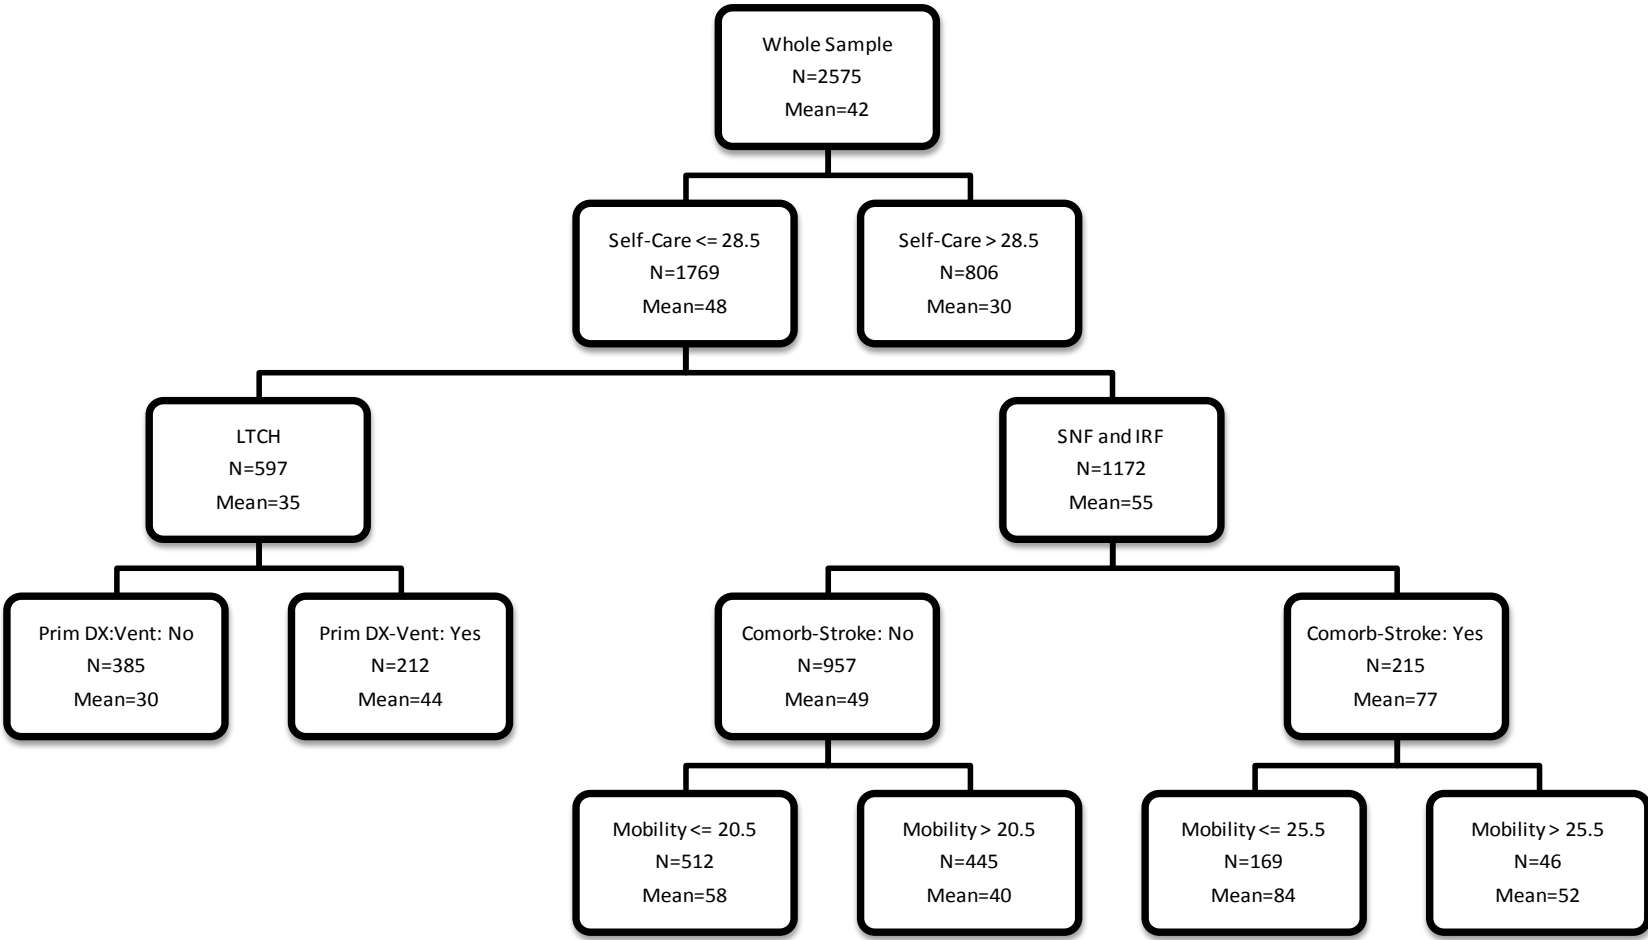 Whole Sample
N=2575
Mean=42
Self-Care <= 28.5
N=1769
Mean=48
Self-Care > 28.5
N=806
Mean=30
LTCH
N=597
Mean=35
SNF and IRF
N=1172
Mean=55
Prim DX:Vent: No
N=385
Mean=30
Prim DX-Vent: Yes
N=212
Mean=44
Comorb-Stroke: No
N=957
Mean=49
Comorb-Stroke: Yes
N=215
Mean=77
Mobility <= 20.5
N=512
Mean=58
Mobility > 20.5
N=445
Mean=40
Mobility <= 25.5
N=169
Mean=84
Mobility > 25.5
N=46
Mean=52